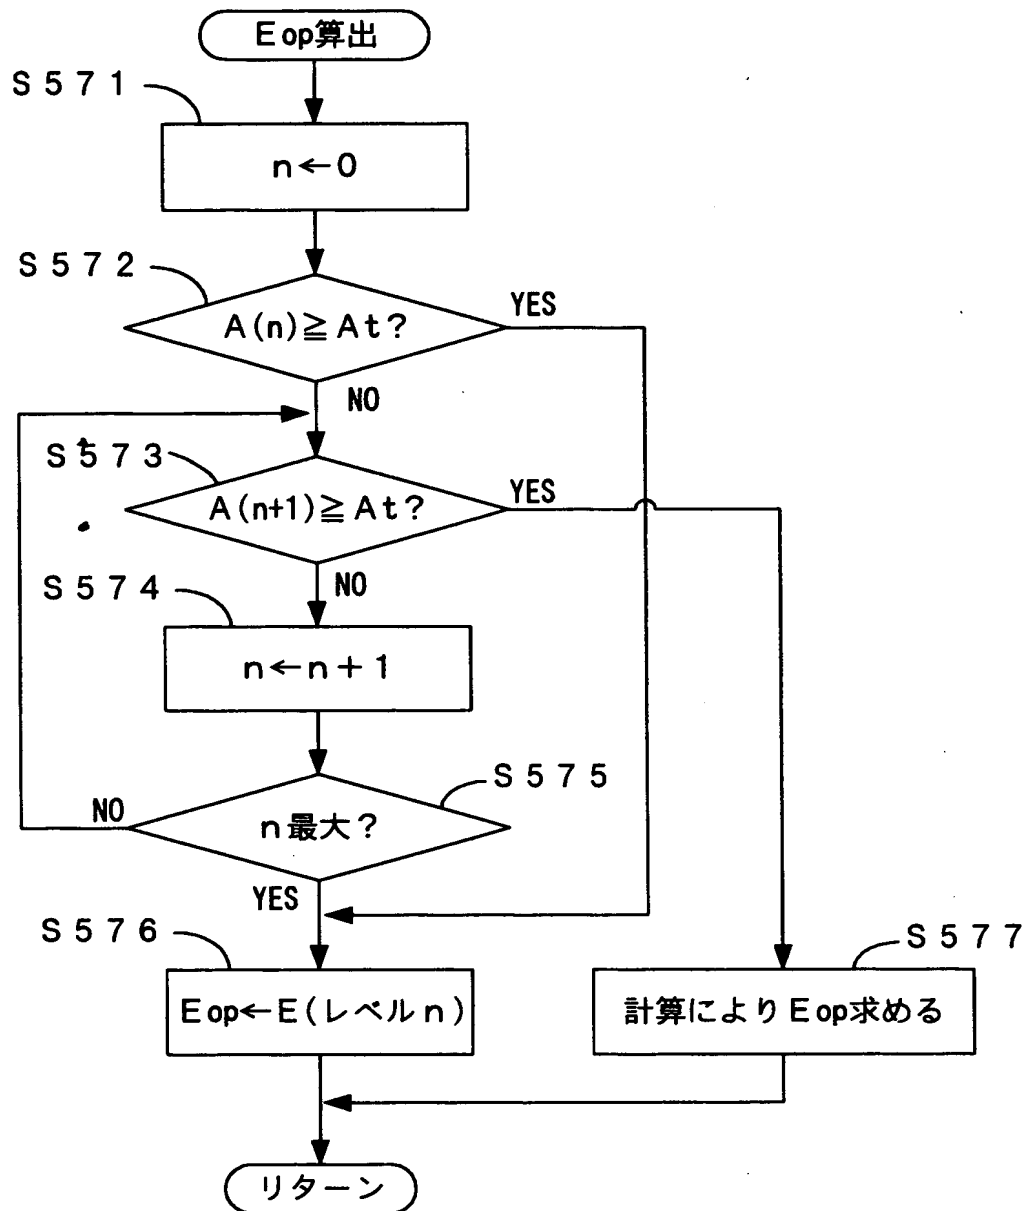 Eop算出
S571
n←0
S572
A(n)≧At?
YES
NO
S573
A(n+1)≧At?
YES
S574
NO
n←n+1
S575
NO
n最大?
YES
S576
S577
Eop←E(レベルn)
計算によりEop求める
リターン